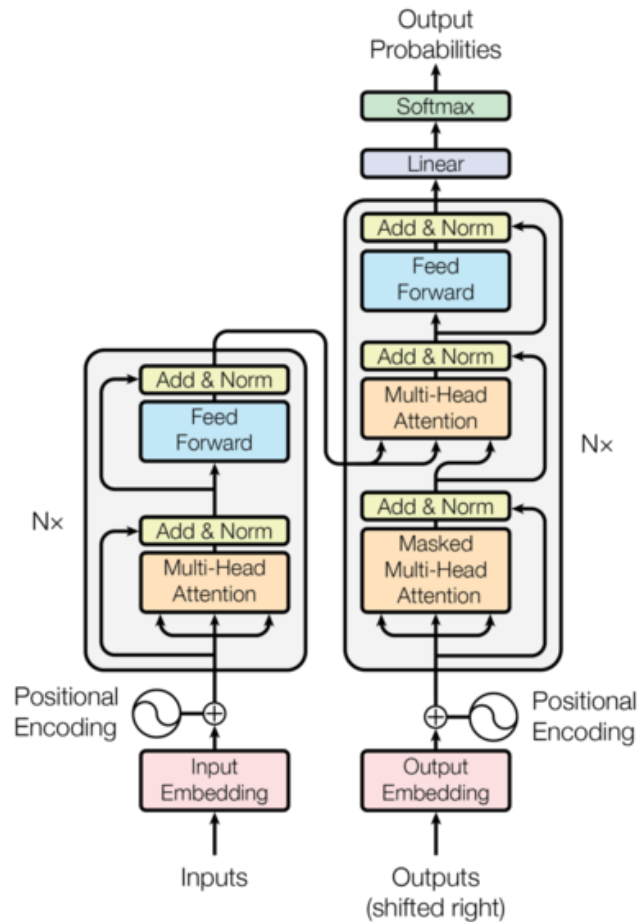 Output
Probabilities
Softmax
Linear
Add & Norm
Feed
Forward
Add & Norm
Multi-Head
Attention
Nx
Add & Norm
Masked
Multi-Head
Attention
Add & Norm
Feed
Forward
Nx
Add & Norm
Multi-Head
Attention
Positional
Encoding
Positional
Encoding
Input
Embedding
Output
Embedding
Inputs
Outputs
(shifted right)